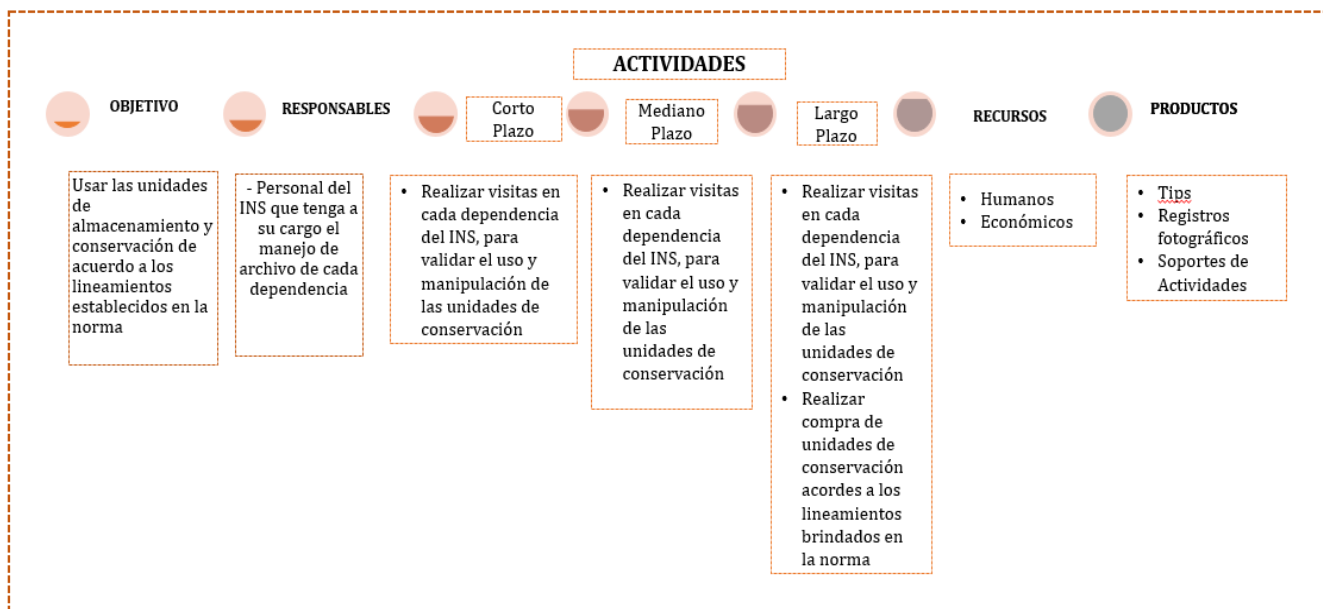 ACTIVIDADES
OBJETIVO
RESPONSABLES
Corto
Plazo
Mediano
Plazo
Largo
Plazo
RECURSOS
PRODUCTOS
Usar las unidades
de
almacenamiento y
conservación de
acuerdo a los
lineamientos
establecidos en la
norma
- Personal del
INS que tenga a
su cargo el
manejo de
archivo de cada
dependencia
• Realizar visitas en
cada dependencia
del INS, para
validar el uso y
manipulación de
las unidades de
conservación
• Realizar visitas
en cada
dependencia
del INS, para
validar el uso y
manipulación
de las
unidades de
conservación
• Realizar visitas
en cada
dependencia
del INS, para
validar el uso y
manipulación
de las
unidades de
conservación
• Realizar
compra de
unidades de
conservación
acordes a los
lineamientos
brindados en
la norma
• Humanos
• Económicos
• Tips
• Registros
fotográficos
• Soportes de
Actividades